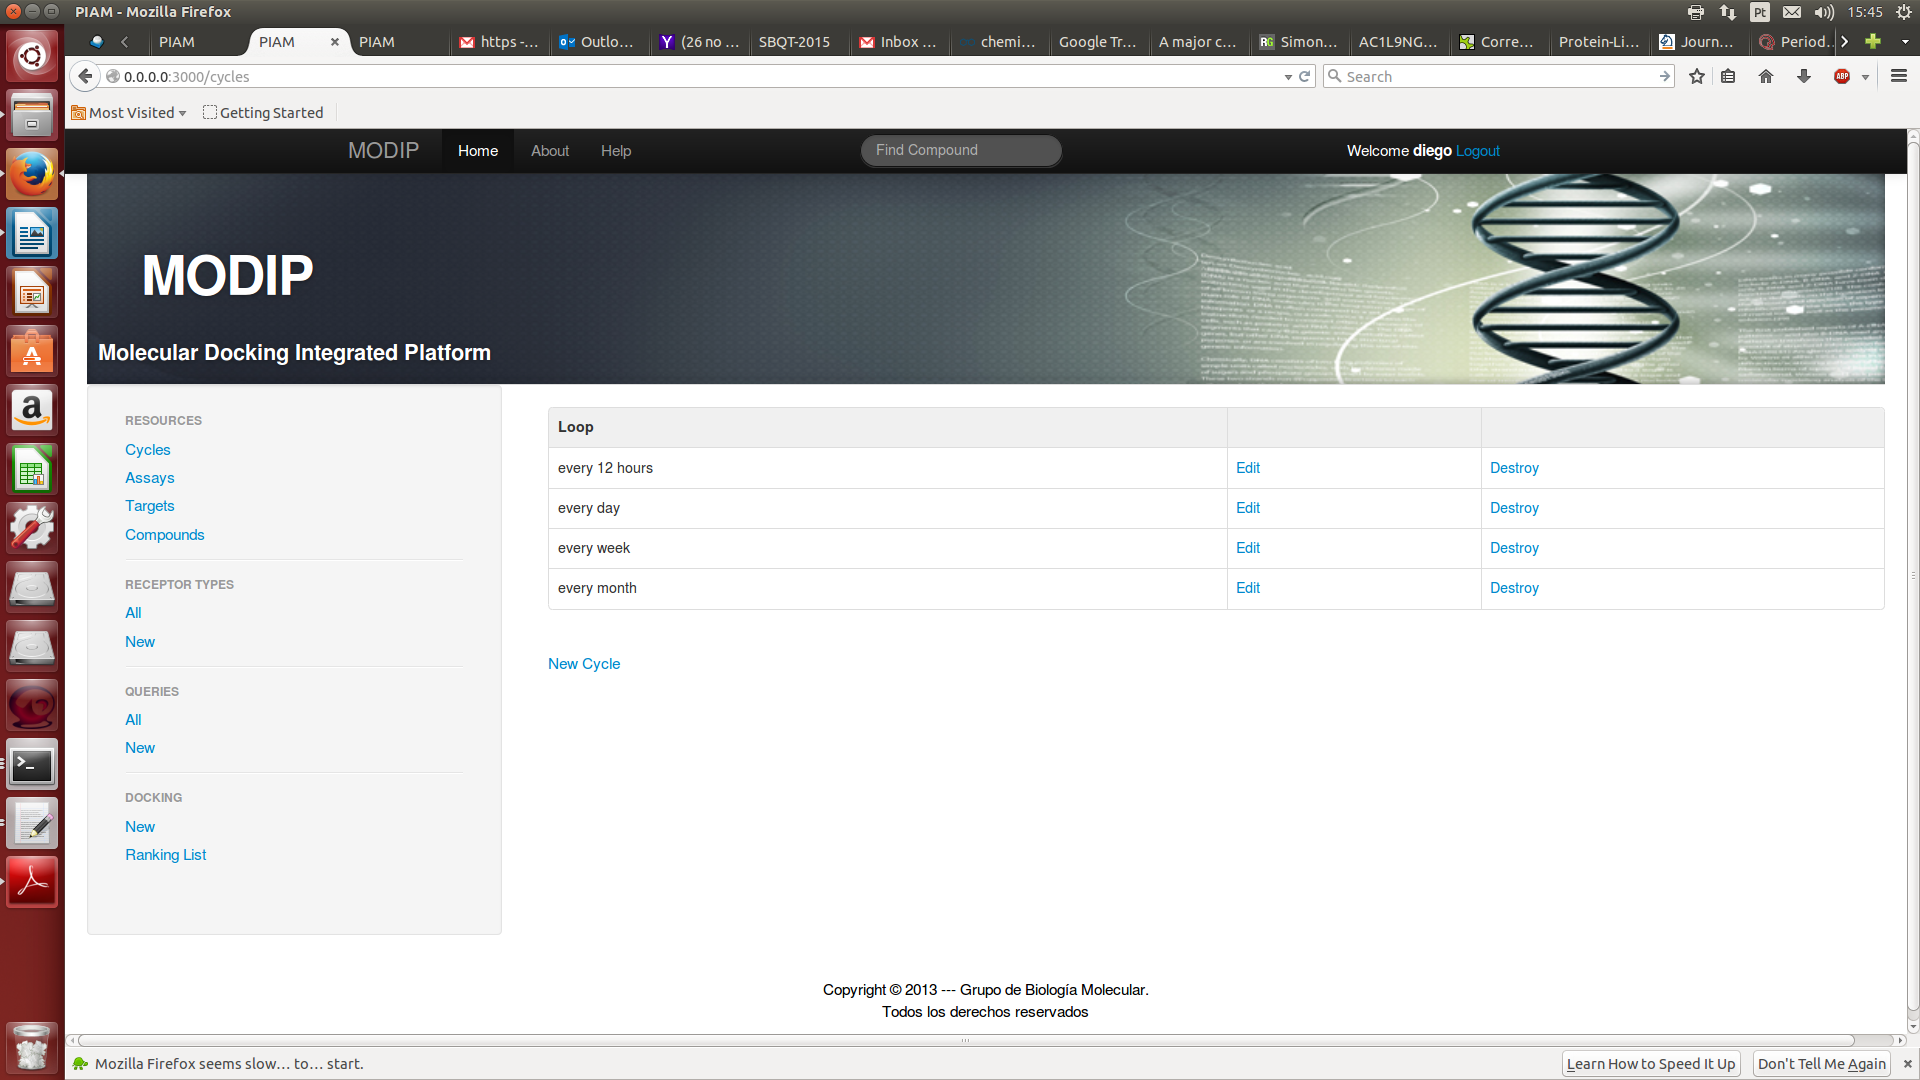 PIAM - Mozilla Firefox
Pt
15:45
PIAM
PIAM
PIAM
https -...
Outlo...
(26 no ...
SBQT-2015
Inbox ...
chemi...
Google Tr...
A major c...
Simon...
AC1L9NG...
Corre...
Protein-Li...
Journ...
Period...
0.0.0.0:3000/cycles
Search
ABP
Most Visited
Getting Started
MODIP
Home
About
Help
Find Compound
Welcome diego Logout
MODIP
Molecular Docking Integrated Platform
RESOURCES
Cycles
Assays
Targets
Compounds
RECEPTOR TYPES
All
New
QUERIES
All
New
DOCKING
New
Ranking List
Loop
every 12 hours Edit Destroy
every day Edit Destroy
every week Edit Destroy
every month Edit Destroy
New Cycle
Copyright © 2013 --- Grupo de Biología Molecular.
Todos los derechos reservados
Mozilla Firefox seems slow... to... start.
Learn How to Speed It Up
Don't Tell Me Again